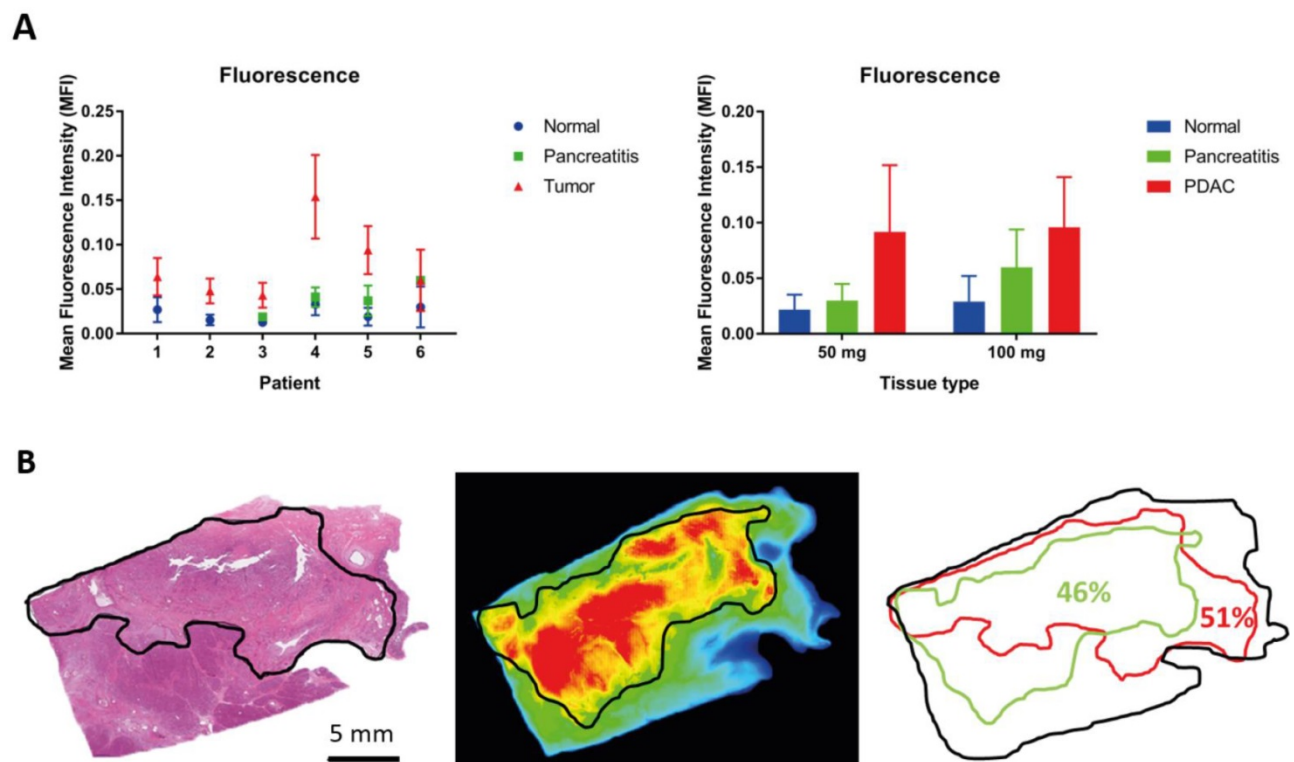 A
Fluorescence
Mean Fluorescence Intensity (MFI)
0.25
0.20
0.15
0.10
0.05
0.00
1 2 3 4 5 6
Patient
Normal
Pancreatitis
Tumor
Fluorescence
Mean Fluorescence Intensity (MFI)
0.20
0.15
0.10
0.05
0.00
50 mg 100 mg
Tissue type
Normal
Pancreatitis
PDAC
B
5 mm
46%
51%